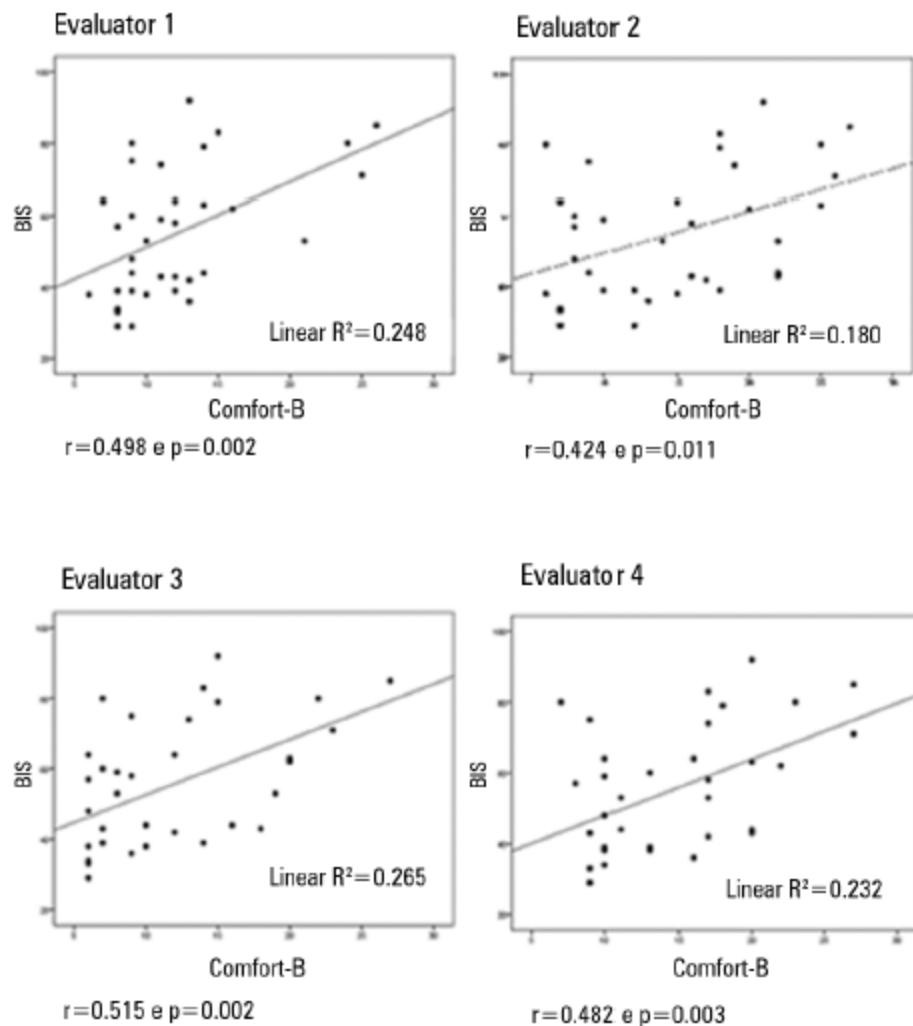 Evaluator 1
BIS
Linear R²=0.248
Comfort-B
r=0.498 e p=0.002
Evaluator 2
BIS
Linear R²=0.180
Comfort-B
r=0.424 e p=0.011
Evaluator 3
BIS
Linear R²=0.265
Comfort-B
r=0.515 e p=0.002
Evaluator 4
BIS
Linear R²=0.232
Comfort-B
r=0.482 e p=0.003